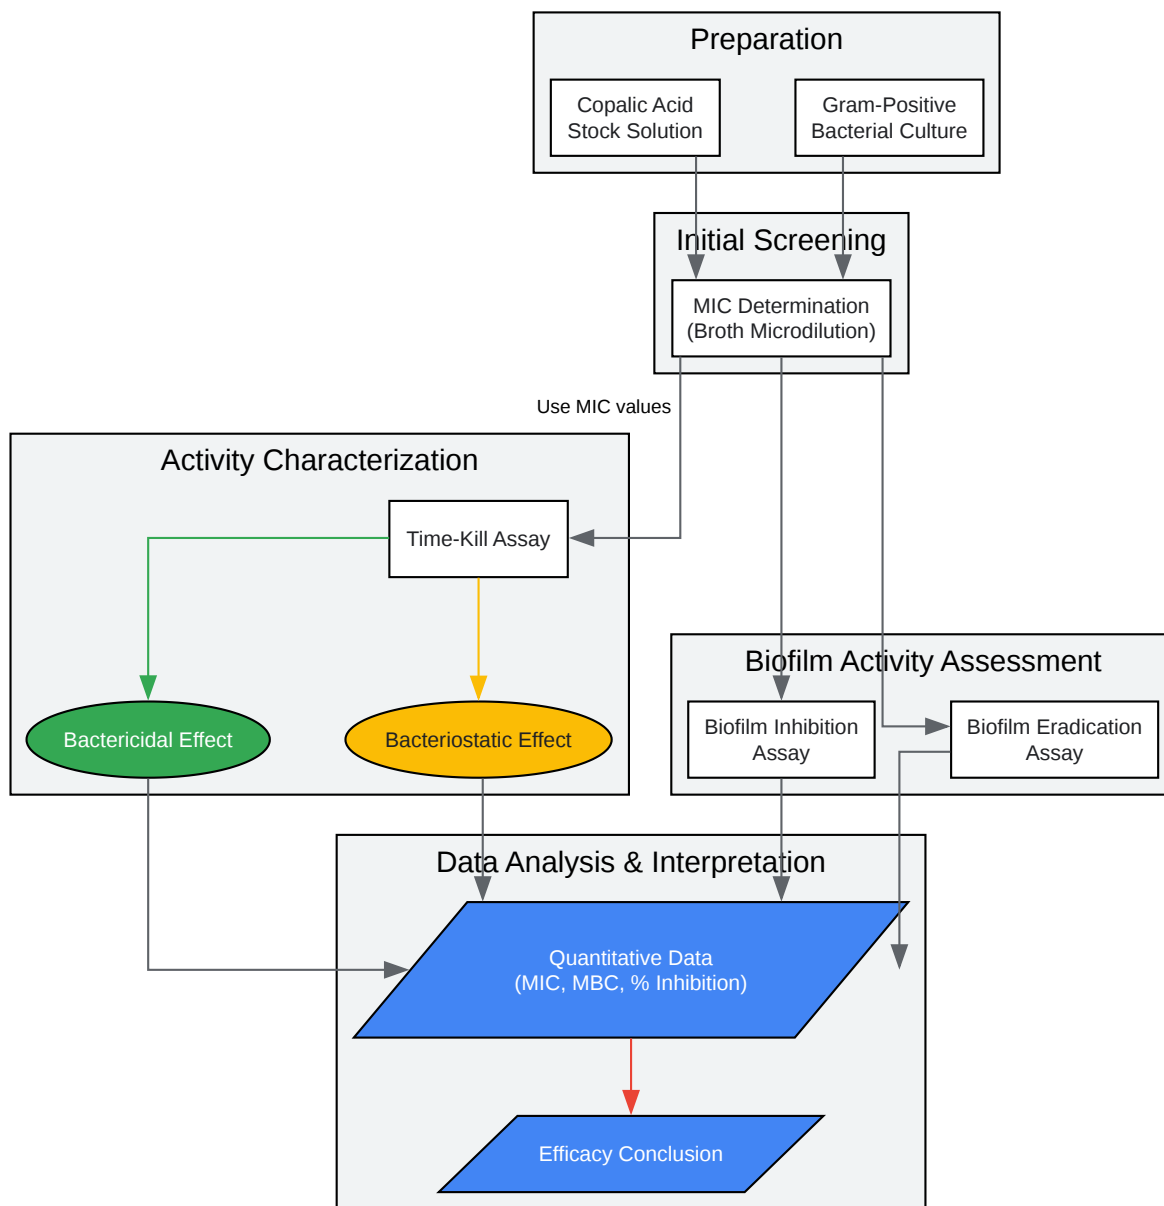 Preparation
Copalic Acid
Stock Solution
Gram-Positive
Bacterial Culture
Initial Screening
MIC Determination
(Broth Microdilution)
Use MIC values
Activity Characterization
Time-Kill Assay
Bactericidal Effect
Bacteriostatic Effect
Biofilm Activity Assessment
Biofilm Inhibition
Assay
Biofilm Eradication
Assay
Data Analysis & Interpretation
Quantitative Data
(MIC, MBC, % Inhibition)
Efficacy Conclusion